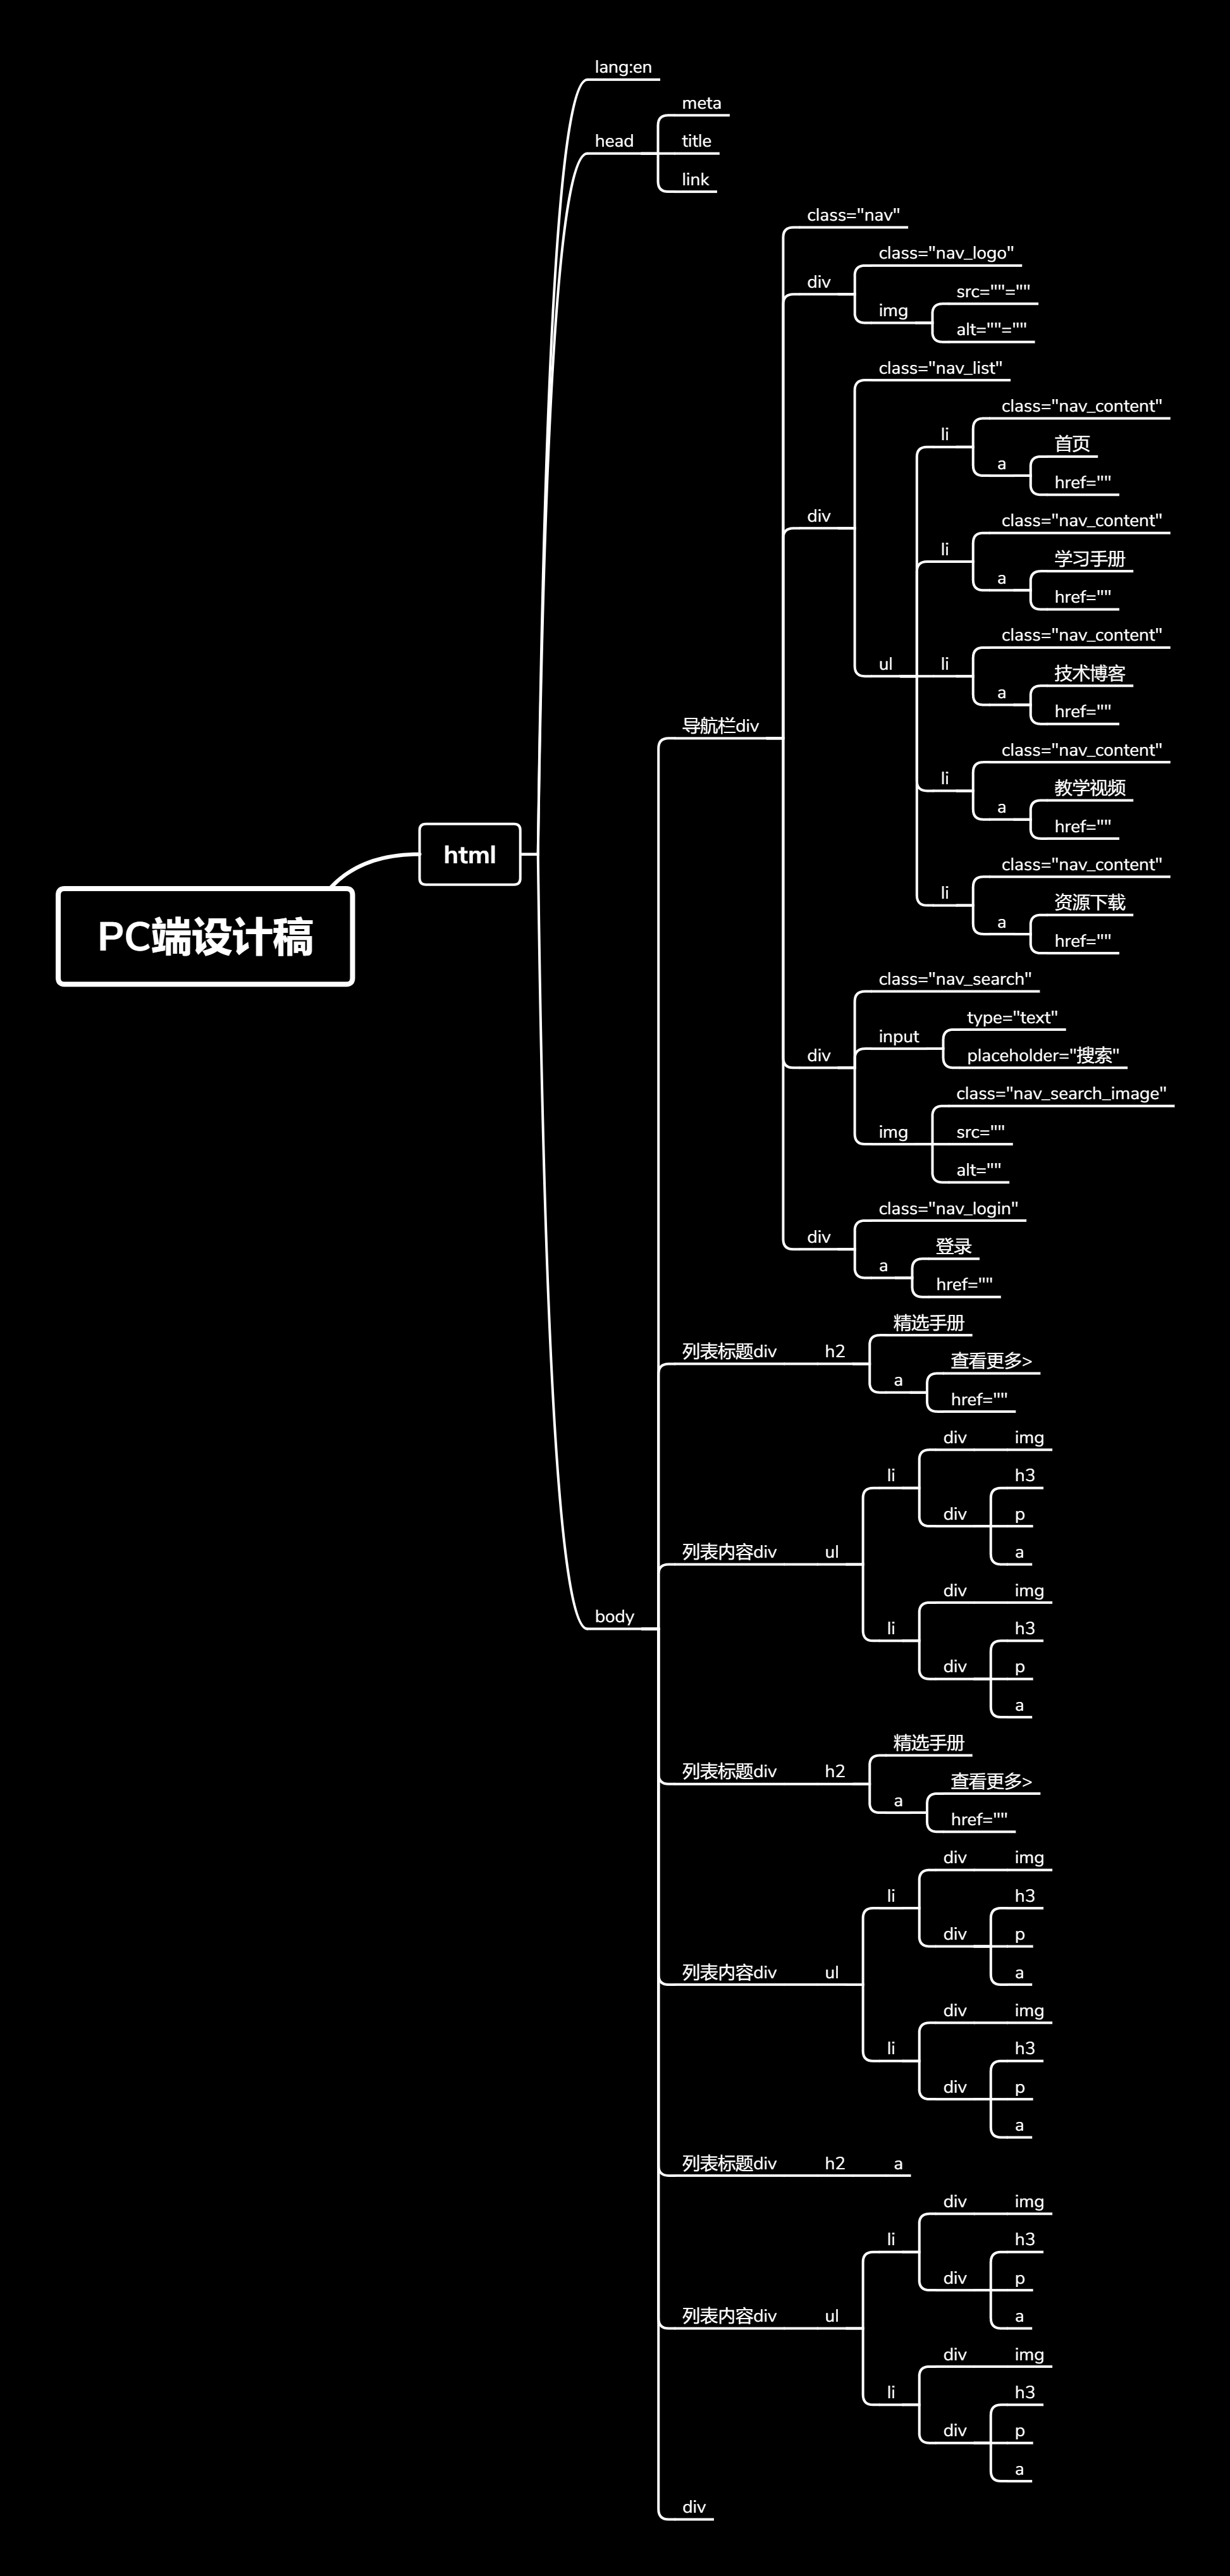 lang:en
meta
head
title
link
class="nav"
class="nav_logo"
div
src=""=""
img
alt=""=""
class="nav_list"
class="nav_content"
li
首页
a
href=""
class="nav_content"
div
li
学习手册
a
href=""
class="nav_content"
ul
li
技术博客
a
href=""
导航栏div
class="nav_content"
li
教学视频
a
href=""
html
class="nav_content"
li
资源下载
a
href=""
PC端设计稿
class="nav_search"
type="text"
input
div
placeholder="搜索"
class="nav_search_image"
img
src=""
alt=""
class="nav_login"
div
登录
a
href=""
精选手册
列表标题div
h2
查看更多>
a
href=""
div
img
li
h3
div
p
列表内容div
ul
a
div
img
body
li
h3
div
p
a
精选手册
列表标题div
h2
查看更多>
a
href=""
div
img
li
h3
div
p
列表内容div
ul
a
div
img
li
h3
div
p
a
列表标题div
h2
a
div
img
li
h3
div
p
列表内容div
ul
a
div
img
li
h3
div
p
a
div